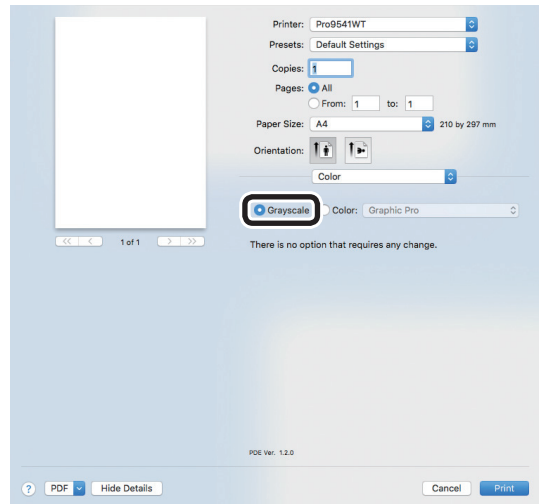 Printer: Pro9541WT
Presets: Default Settings
Copies: 1
Pages: All
From: 1 to: 1
Paper Size: A4 210 by 297 mm
Orientation:
Color
Grayscale Color: Graphic Pro
<< < 1 of 1 > >>
There is no option that requires any change.
PDE Ver. 1.2.0
? PDF Hide Details Cancel Print